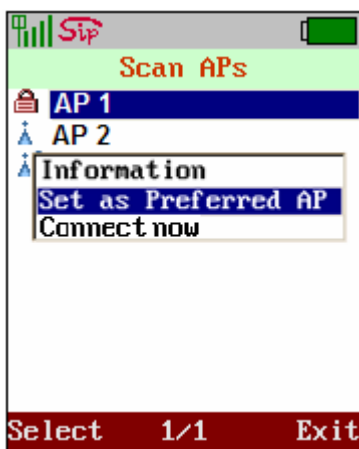 Sip
Scan APs
AP 1
AP 2
Information
Set as Preferred AP
Connect now
Select 1/1 Exit